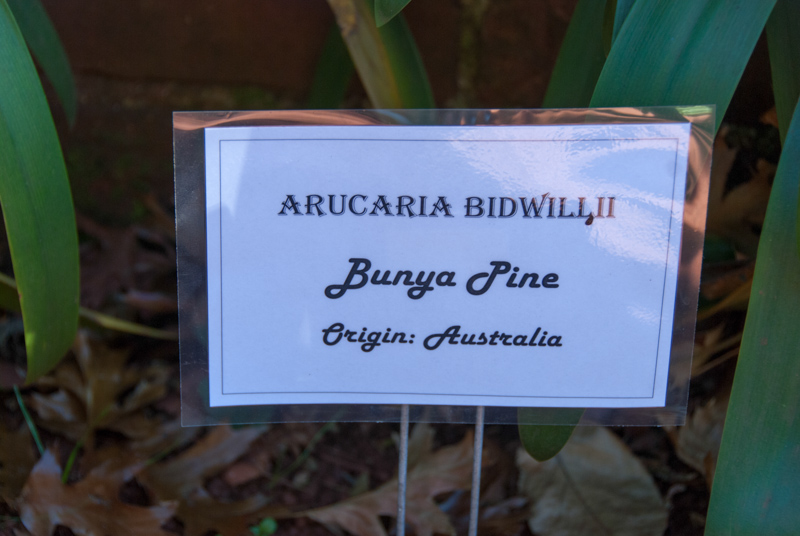 ARUCARIA BIDWILLII
Bunya Pine
Origin: Australia